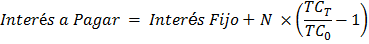 Interés a Pagar = Interés Fijo + N × (TC_T / TC_0 − 1)